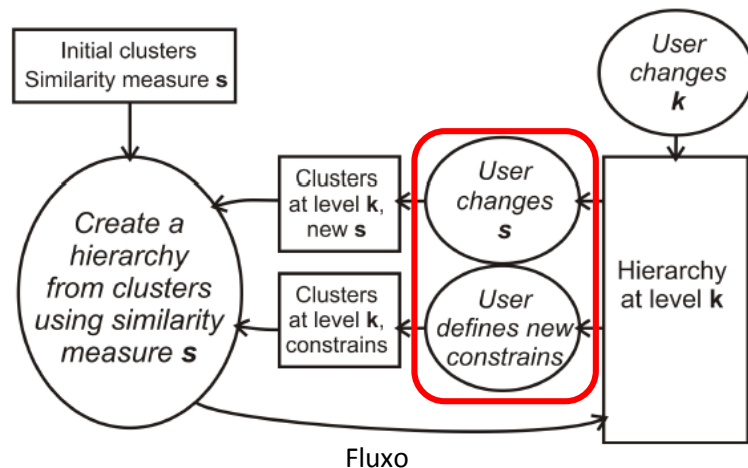 Initial clusters
Similarity measure s
User
changes
k
Clusters
at level k,
new s
User
changes
s
Create a
hierarchy
from clusters
using similarity
measure s
Clusters
at level k,
constrains
User
defines new
constrains
Hierarchy
at level k
Fluxo